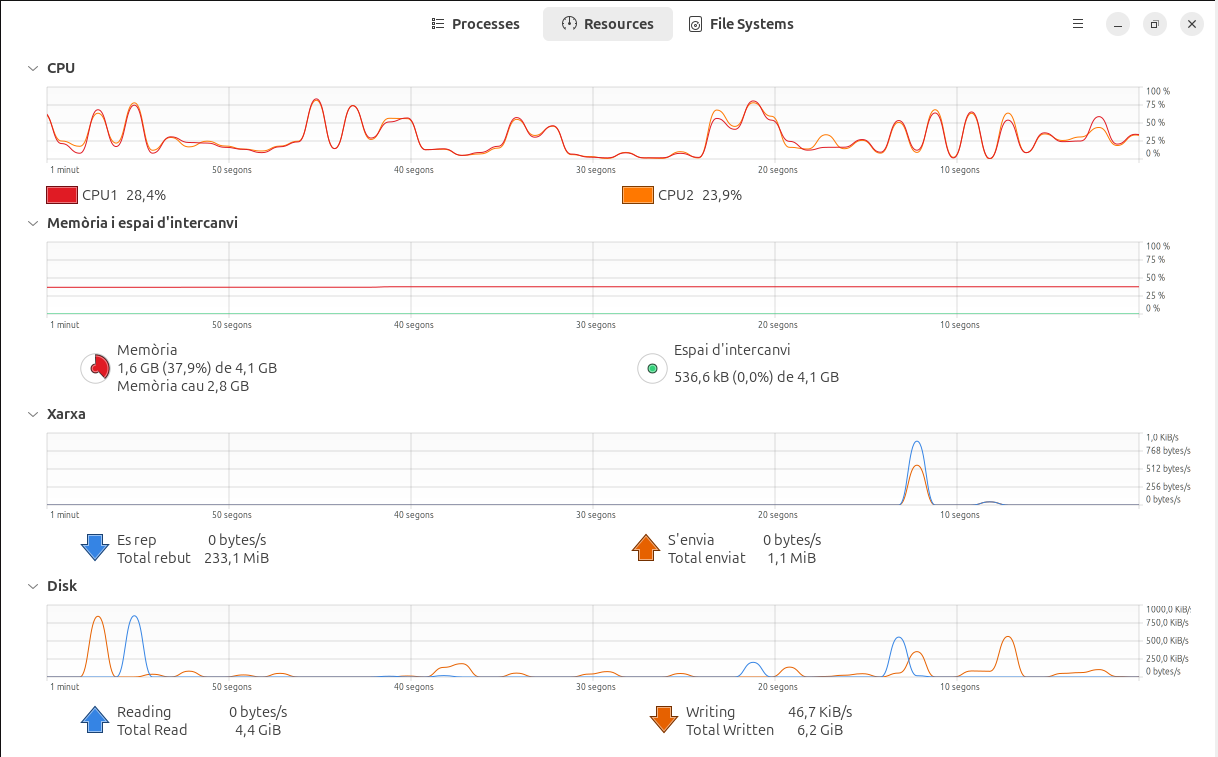 Processes Resources File Systems
CPU
100 %
75 %
50 %
25 %
0 %
1 minut 50 segons 40 segons 30 segons 20 segons 10 segons
CPU1 28,4% CPU2 23,9%
Memòria i espai d'intercanvi
100 %
75 %
50 %
25 %
0 %
1 minut 50 segons 40 segons 30 segons 20 segons 10 segons
Memòria
1,6 GB (37,9%) de 4,1 GB
Memòria cau 2,8 GB
Espai d'intercanvi
536,6 kB (0,0%) de 4,1 GB
Xarxa
1,0 KiB/s
768 bytes/s
512 bytes/s
256 bytes/s
0 bytes/s
1 minut 50 segons 40 segons 30 segons 20 segons 10 segons
Es rep 0 bytes/s
Total rebut 233,1 MiB
S'envia 0 bytes/s
Total enviat 1,1 MiB
Disk
1000,0 KiB/s
750,0 KiB/s
500,0 KiB/s
250,0 KiB/s
0 bytes/s
1 minut 50 segons 40 segons 30 segons 20 segons 10 segons
Reading 0 bytes/s
Total Read 4,4 GiB
Writing 46,7 KiB/s
Total Written 6,2 GiB